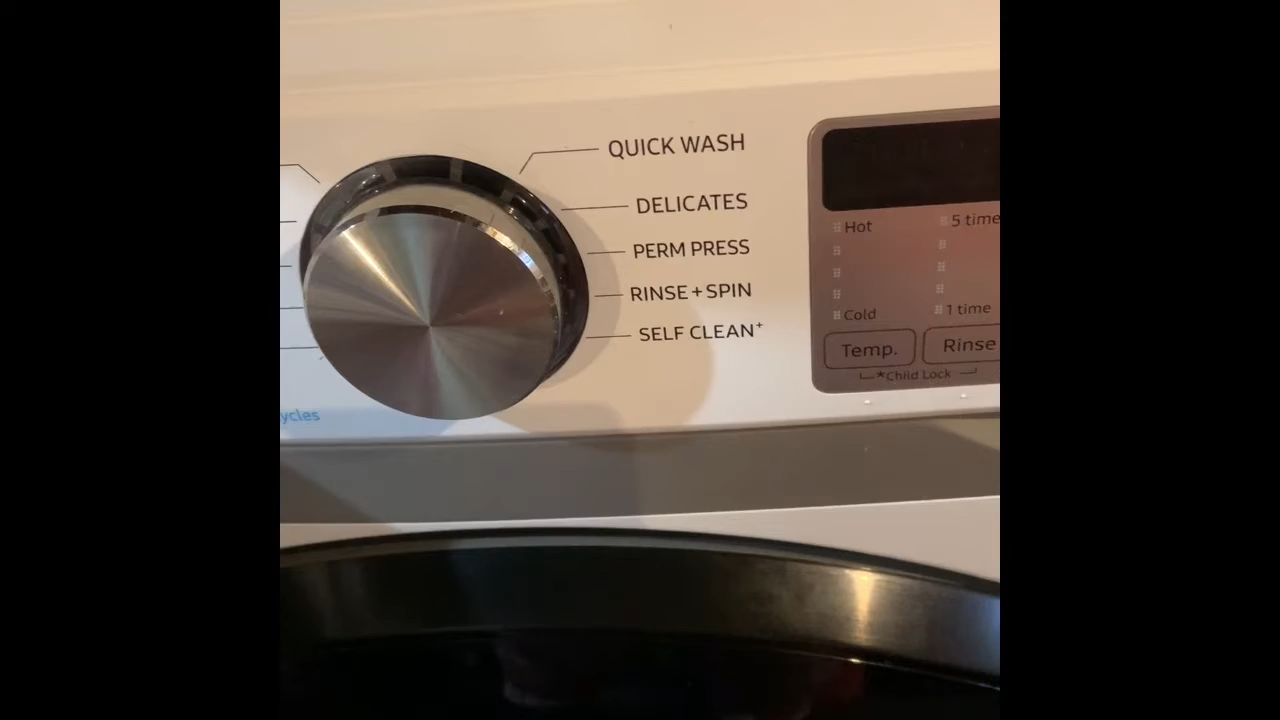 QUICK WASH
DELICATES
PERM PRESS
RINSE + SPIN
SELF CLEAN+
ycles
Hot
5 time
Cold
1 time
Temp.
Rinse
*Child Lock